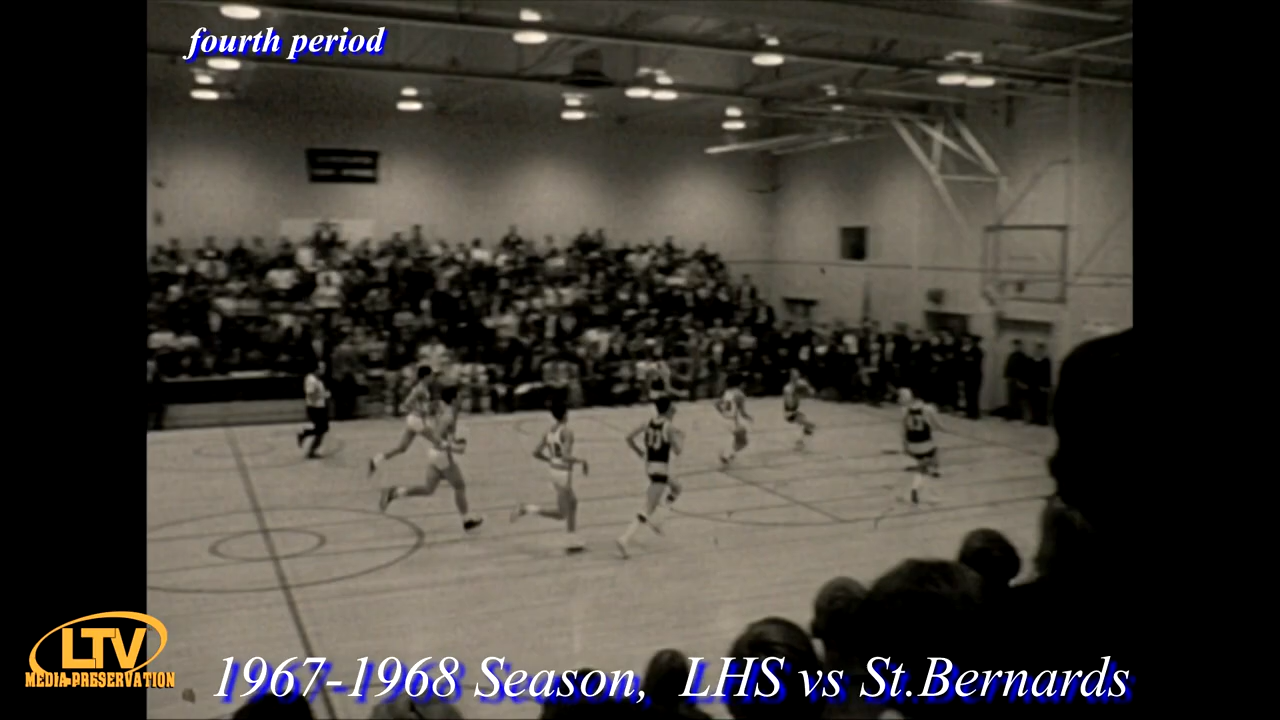 fourth period
LTV
MEDIA PRESERVATION
1967-1968 Season, LHS vs St.Bernards